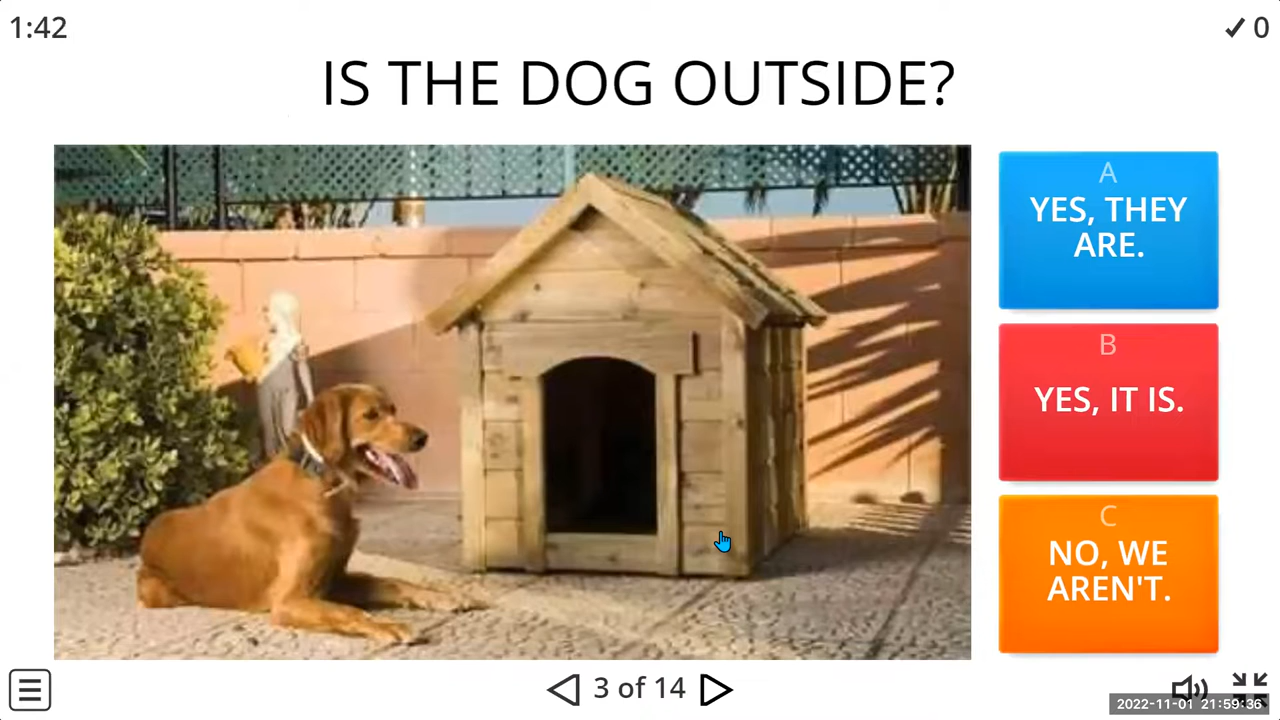 1:42
✓ 0
IS THE DOG OUTSIDE?
A
YES, THEY
ARE.
B
YES, IT IS.
C
NO, WE
AREN'T.
3 of 14
2022-11-01 21:59:36